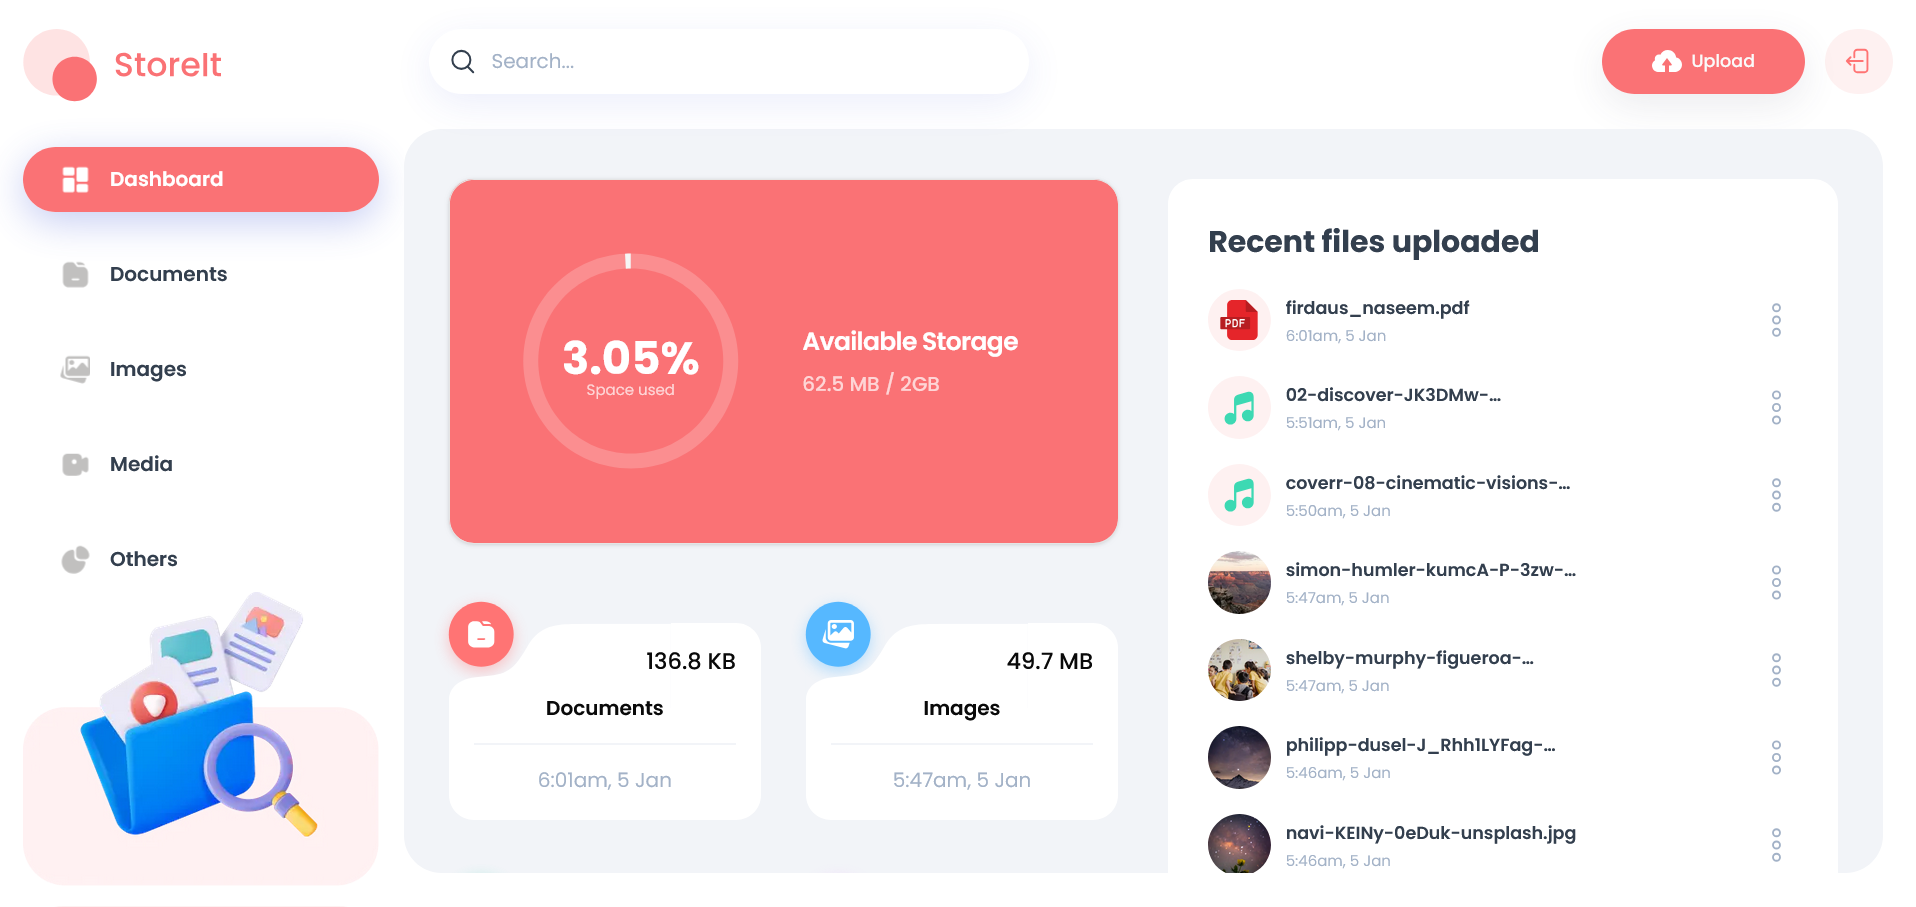 StoreIt
Search...
Upload
Dashboard
Documents
Images
Media
Others
3.05%
Space used
Available Storage
62.5 MB / 2GB
136.8 KB
Documents
6:01am, 5 Jan
49.7 MB
Images
5:47am, 5 Jan
Recent files uploaded
PDF
firdaus_naseem.pdf
6:01am, 5 Jan
02-discover-JK3DMw-...
5:51am, 5 Jan
coverr-08-cinematic-visions-...
5:50am, 5 Jan
simon-humler-kumcA-P-3zw-...
5:47am, 5 Jan
shelby-murphy-figueroa-...
5:47am, 5 Jan
philipp-dusel-J_Rhh1LYFag-...
5:46am, 5 Jan
navi-KEINy-0eDuk-unsplash.jpg
5:46am, 5 Jan